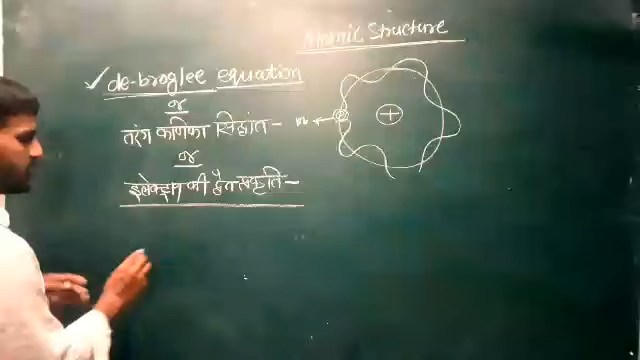 Atomic Structure
✓ de-broglee equation
or
तरंग कणिका सिद्धांत -
or
इलेक्ट्रान की द्वैत प्रकृति -
+